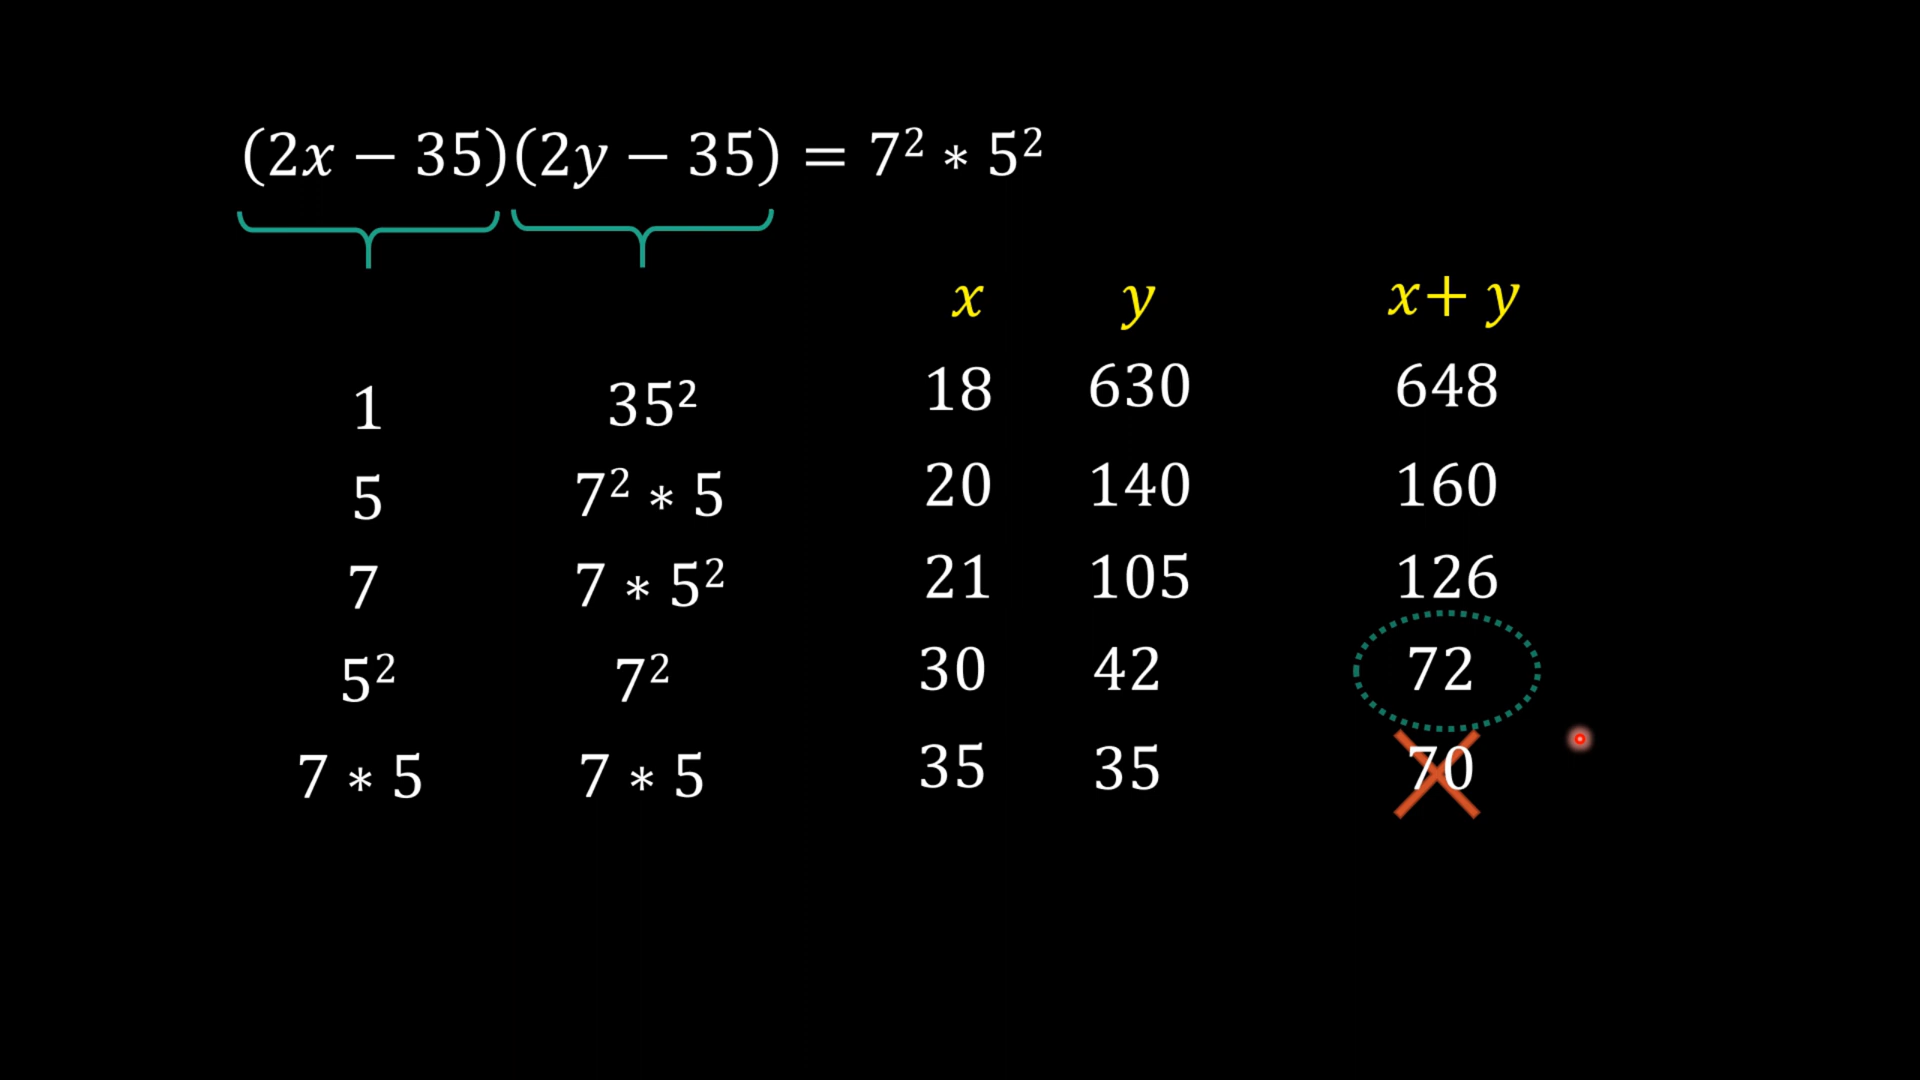 (2x − 35)(2y − 35) = 7² ∗ 5²
x y x+ y
1 35² 18 630 648
5 7² ∗ 5 20 140 160
7 7 ∗ 5² 21 105 126
5² 7² 30 42 72
7 ∗ 5 7 ∗ 5 35 35 70